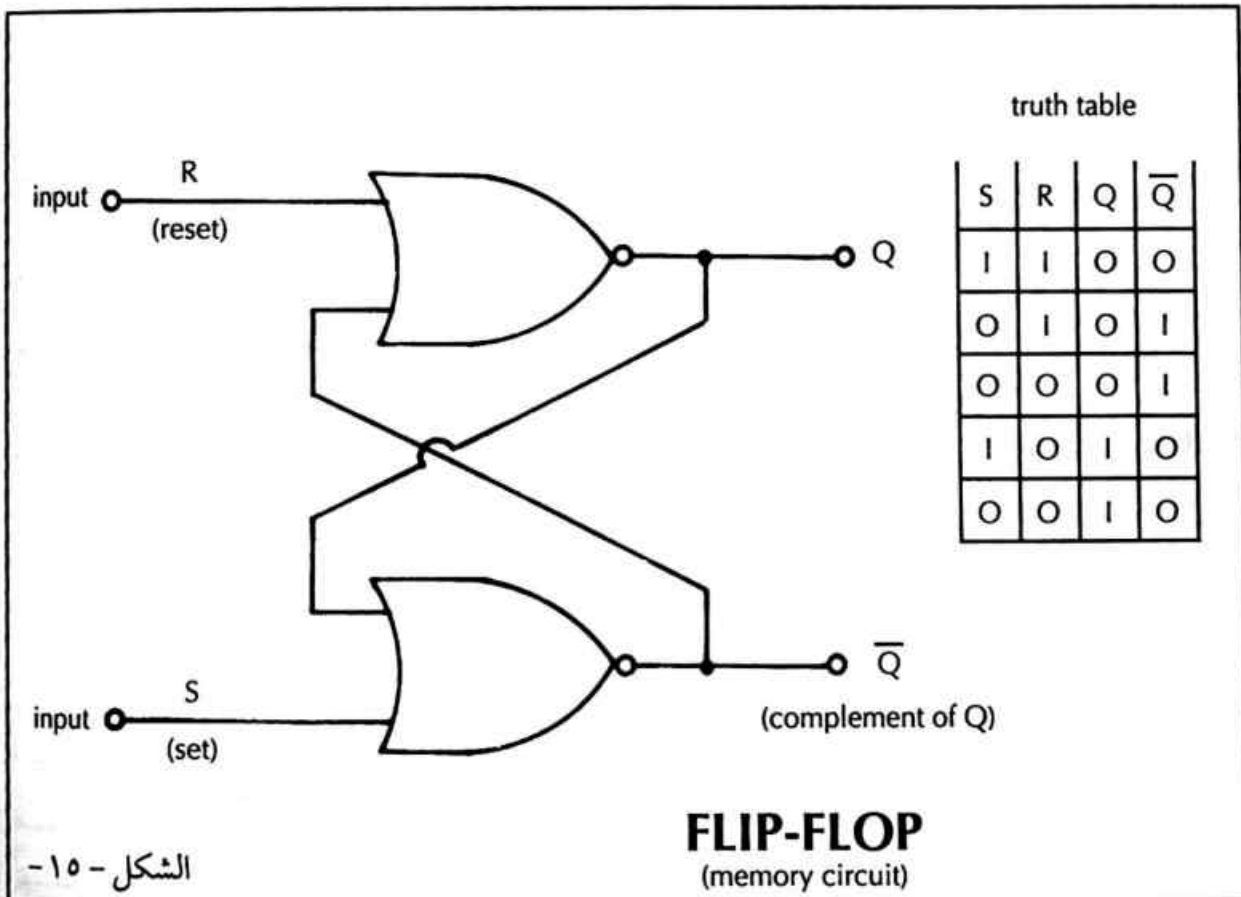 truth table
S R Q Q̅
I I O O
O I O I
O O O I
I O I O
O O I O
R
input
(reset)
Q
Q̅
(complement of Q)
S
input
(set)
FLIP-FLOP
(memory circuit)
الشكل - ١٥ -